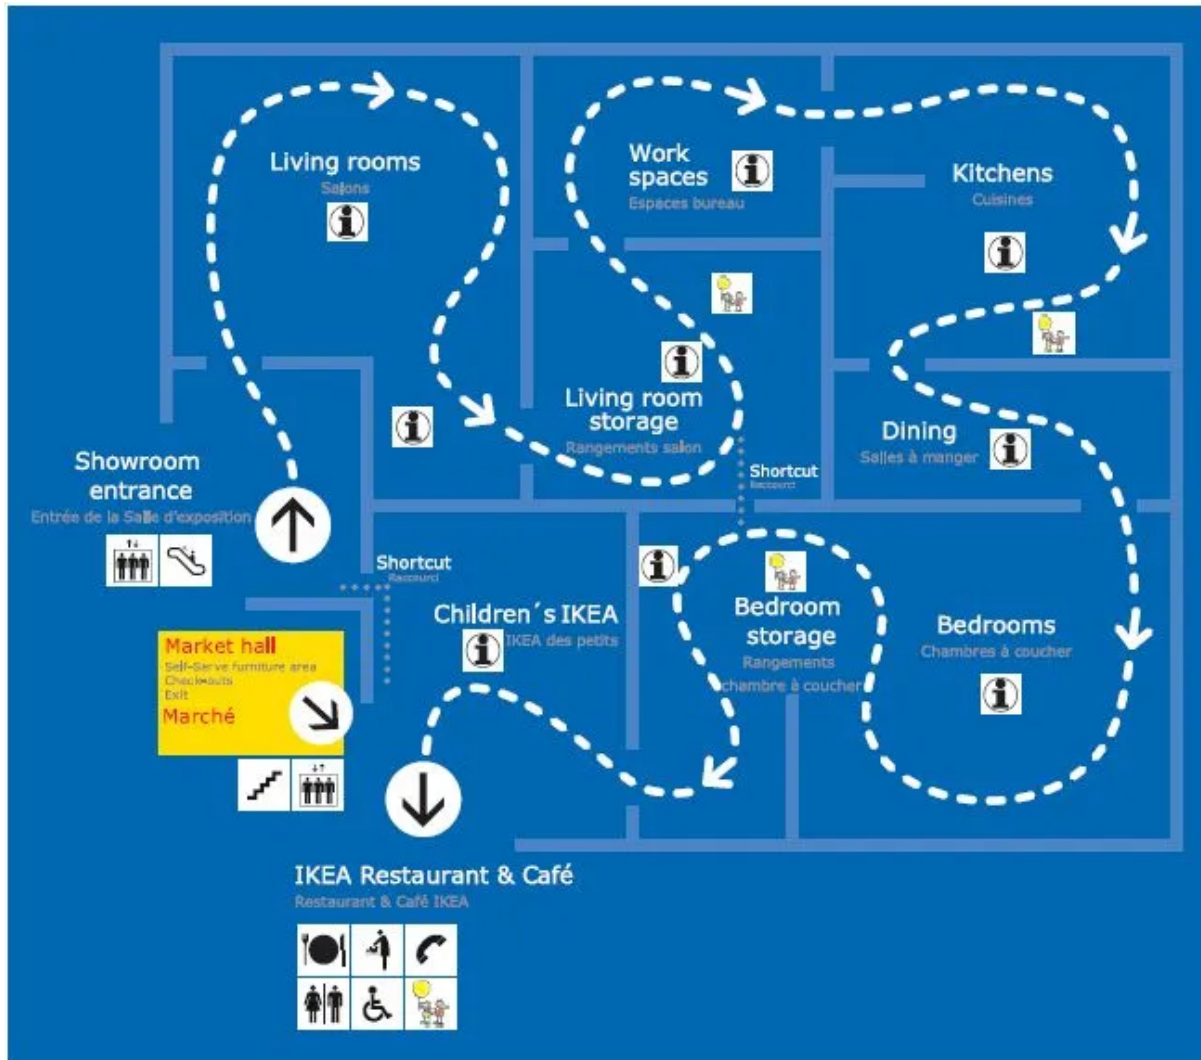 Living rooms
Salons
Work
spaces
Espaces bureau
Kitchens
Cuisines
Living room
storage
Rangements salon
Dining
Salles à manger
Showroom
entrance
Entrée de la Salle d'exposition
Shortcut
Raccourci
Shortcut
Raccourci
Children´s IKEA
IKEA des petits
Bedroom
storage
Rangements
chambre à coucher
Bedrooms
Chambres à coucher
Market hall
Self-Serve furniture area
Check-outs
Exit
Marché
IKEA Restaurant & Café
Restaurant & Café IKEA